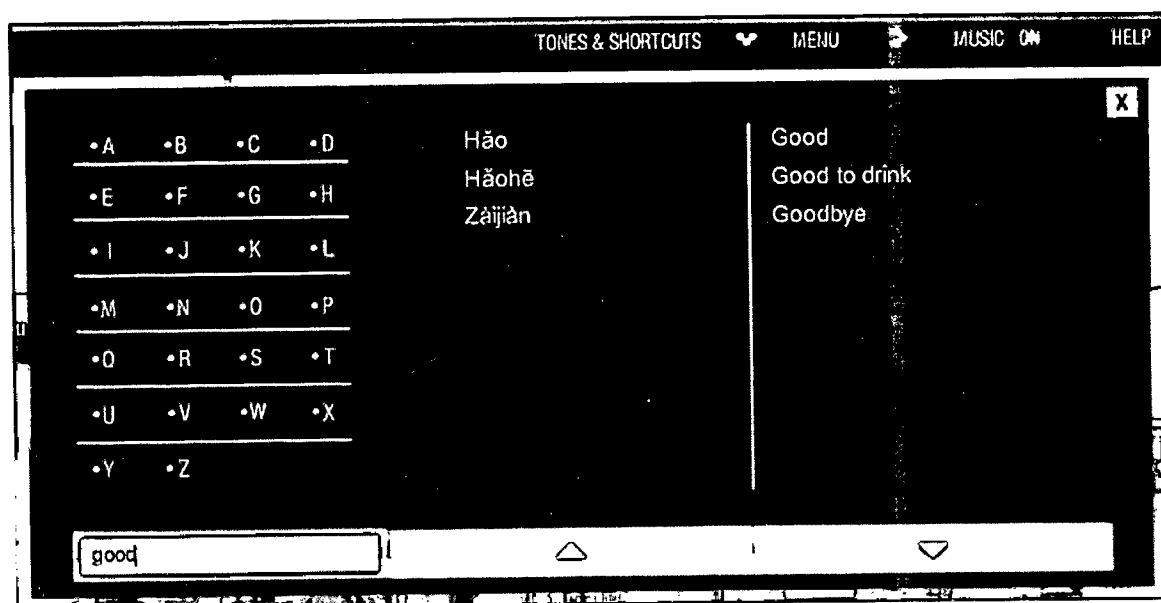 TONES & SHORTCUTS MENU MUSIC ON HELP
X
•A •B •C •D
•E •F •G •H
•I •J •K •L
•M •N •O •P
•Q •R •S •T
•U •V •W •X
•Y •Z
Hǎo Good
Hǎohē Good to drink
Zàijiàn Goodbye
good